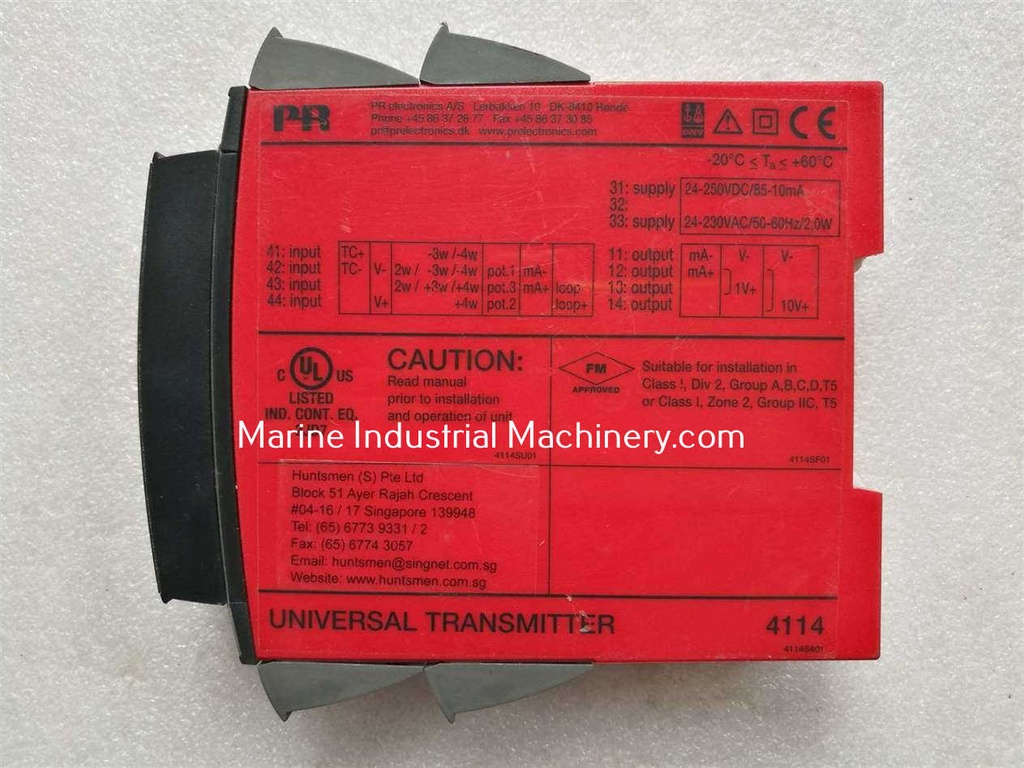 PR
PR electronics A/S Lerbakken 10 DK-8410 Rønde
Phone +45 86 37 26 77 Fax +45 86 37 30 85
pr@prelectronics.dk www.prelectronics.com
CE
-20°C ≤ Ta ≤ +60°C
31: supply 24-250VDC/85-10mA
32:
33: supply 24-230VAC/50-60Hz/2,0W
41: input TC+ -3w /-4w
42: input TC- V- 2w / -3w /-4w pot.1 mA-
43: input 2w / +3w /+4w pot.3 mA+ loop-
44: input V+ +4w pot.2 loop+
11: output mA- V- V-
12: output mA+
13: output 1V+
14: output 10V+
C UL US
LISTED
IND. CONT. EQ.
CAUTION:
Read manual
prior to installation
and operation of unit
4114SU01
FM
APPROVED
Suitable for installation in
Class I, Div 2, Group A,B,C,D,T5
or Class I, Zone 2, Group IIC, T5
4114SF01
Marine Industrial Machinery.com
Huntsmen (S) Pte Ltd
Block 51 Ayer Rajah Crescent
#04-16 / 17 Singapore 139948
Tel: (65) 6773 9331 / 2
Fax: (65) 6774 3057
Email: huntsmen@singnet.com.sg
Website: www.huntsmen.com.sg
UNIVERSAL TRANSMITTER 4114
4114S401